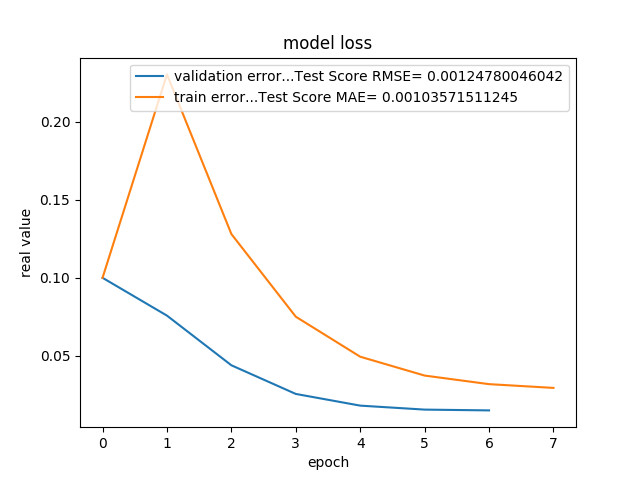 model loss
validation error...Test Score RMSE= 0.00124780046042
train error...Test Score MAE= 0.00103571511245
0.20
0.15
0.10
0.05
real value
0 1 2 3 4 5 6 7
epoch